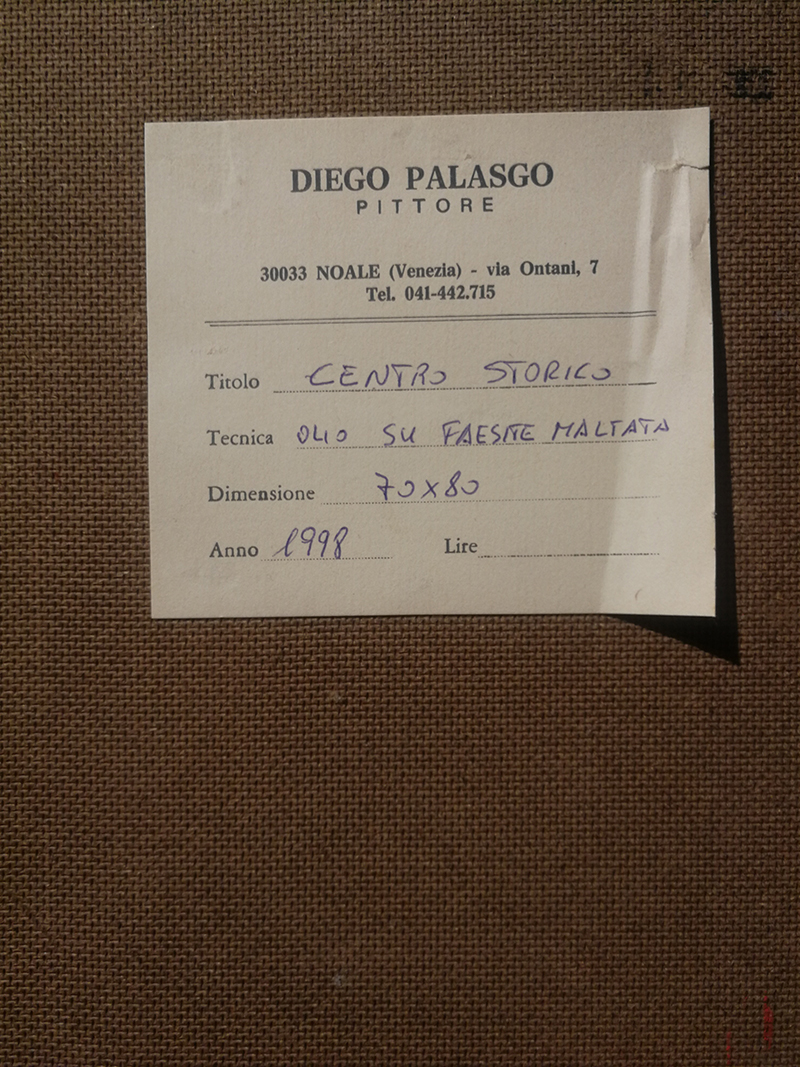 DIEGO PALASGO
PITTORE
30033 NOALE (Venezia) - via Ontani, 7
Tel. 041-442.715
Titolo CENTRO STORICO
Tecnica OLIO SU FAESITE MALTATA
Dimensione 70X80
Anno 1998 Lire